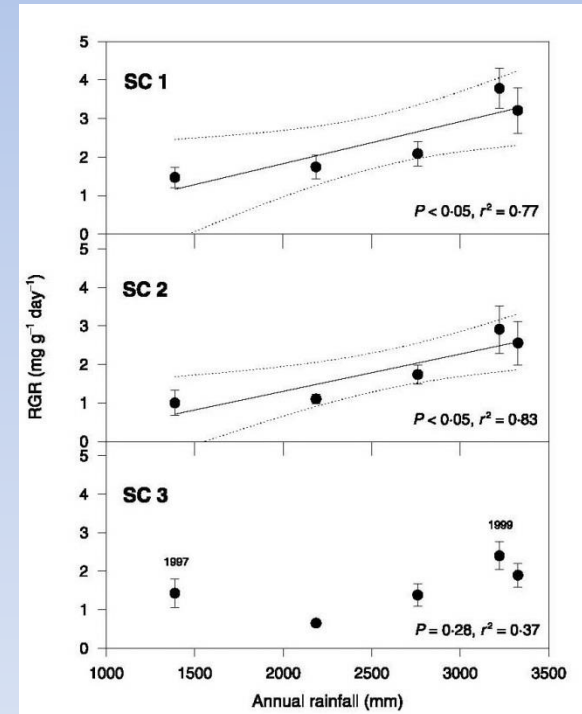 5
SC 1
4
3
2
1
P < 0·05, r² = 0·77
0
5
SC 2
4
3
2
1
P < 0·05, r² = 0·83
0
5
SC 3
4
3
1997
1999
2
1
P = 0·28, r² = 0·37
0
RGR (mg g⁻¹ day⁻¹)
1000 1500 2000 2500 3000 3500
Annual rainfall (mm)